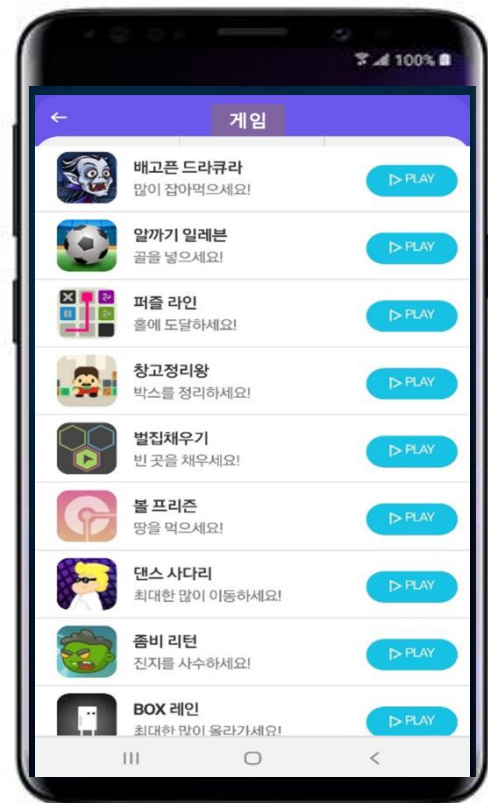 100%
게임
배고픈 드라큐라
많이 잡아먹으세요!
PLAY
알까기 일레븐
골을 넣으세요!
PLAY
퍼즐 라인
홀에 도달하세요!
PLAY
창고정리왕
박스를 정리하세요!
PLAY
벌집채우기
빈 곳을 채우세요!
PLAY
볼 프리즌
땅을 먹으세요!
PLAY
댄스 사다리
최대한 많이 이동하세요!
PLAY
좀비 리턴
진지를 사수하세요!
PLAY
BOX 레인
최대한 많이 올라가세요!
PLAY